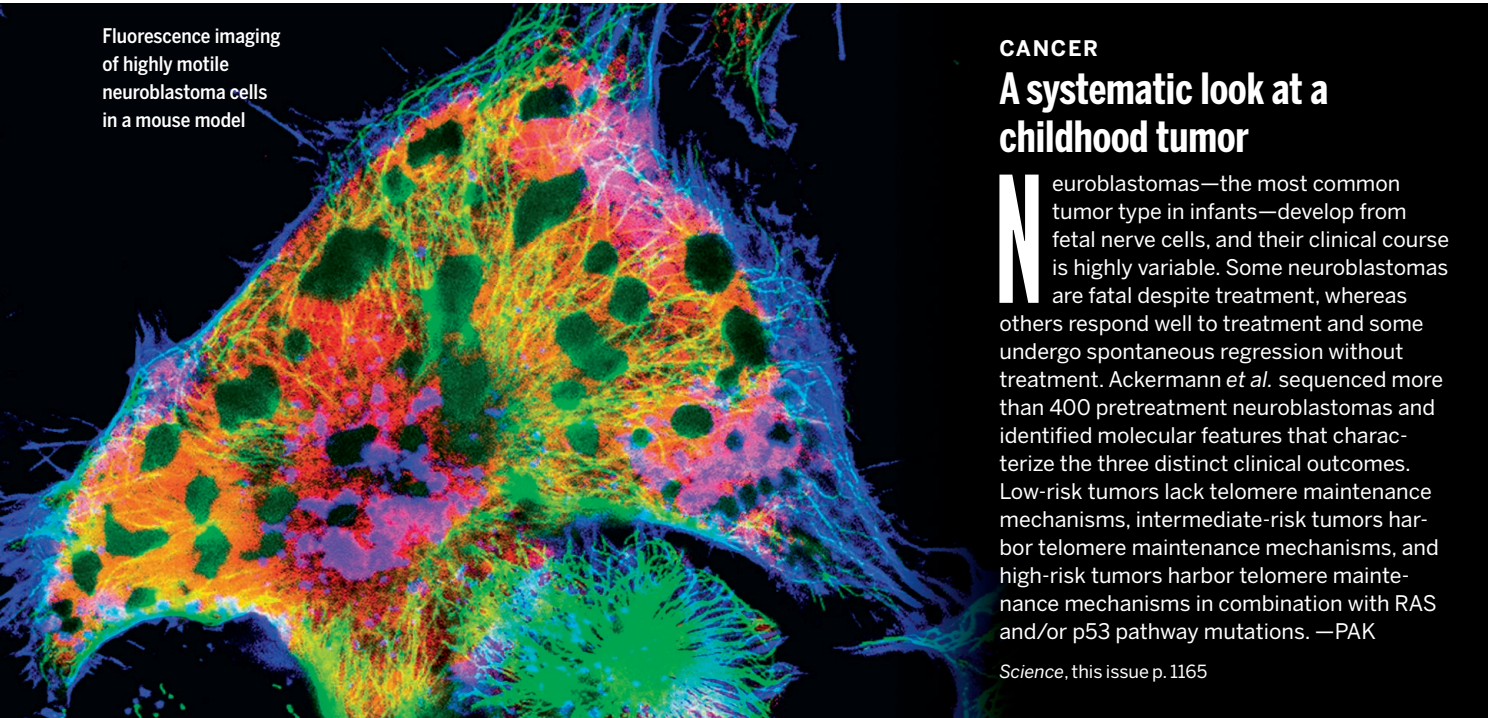 Fluorescence imaging
of highly motile
neuroblastoma cells
in a mouse model
CANCER
A systematic look at a
childhood tumor
Neuroblastomas—the most common
tumor type in infants—develop from
fetal nerve cells, and their clinical course
is highly variable. Some neuroblastomas
are fatal despite treatment, whereas
others respond well to treatment and some
undergo spontaneous regression without
treatment. Ackermann et al. sequenced more
than 400 pretreatment neuroblastomas and
identified molecular features that charac-
terize the three distinct clinical outcomes.
Low-risk tumors lack telomere maintenance
mechanisms, intermediate-risk tumors har-
bor telomere maintenance mechanisms, and
high-risk tumors harbor telomere mainte-
nance mechanisms in combination with RAS
and/or p53 pathway mutations. —PAK
Science, this issue p. 1165